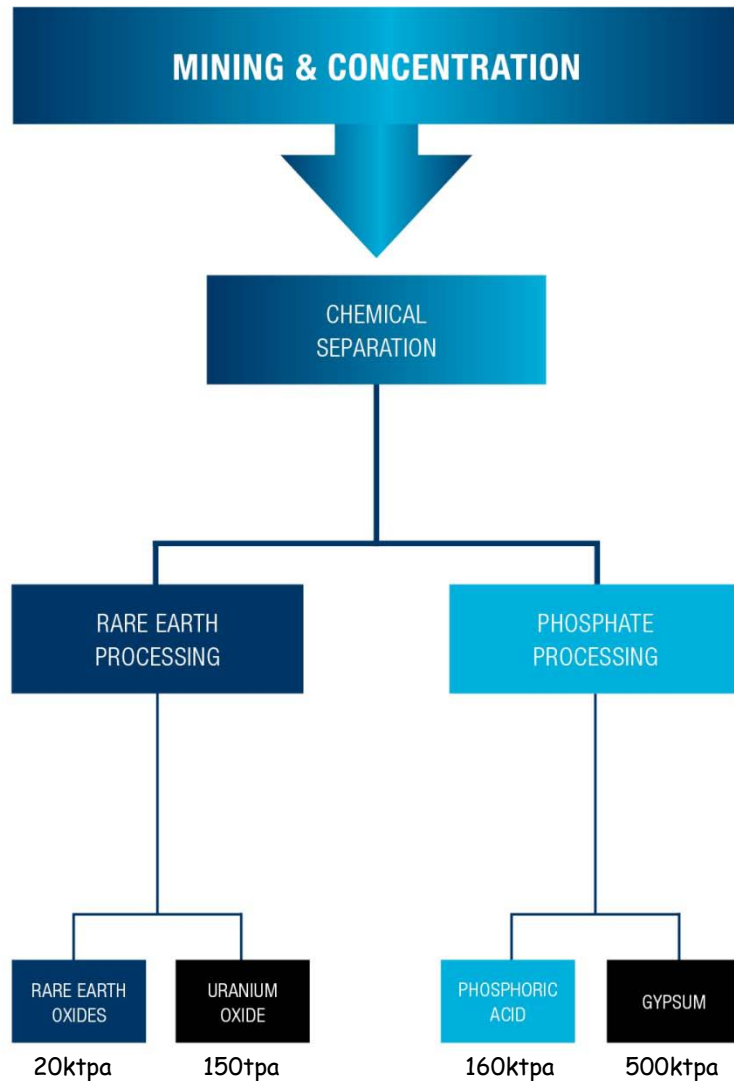 MINING & CONCENTRATION
CHEMICAL
SEPARATION
RARE EARTH
PROCESSING
PHOSPHATE
PROCESSING
RARE EARTH
OXIDES
URANIUM
OXIDE
PHOSPHORIC
ACID
GYPSUM
20ktpa
150tpa
160ktpa
500ktpa